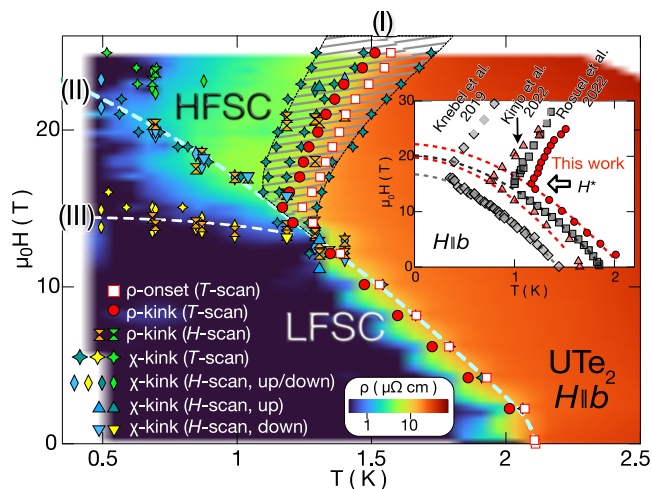 (I)
(II)
HFSC
(III)
LFSC
UTe2
H∥b
ρ-onset (T-scan)
ρ-kink (T-scan)
ρ-kink (H-scan)
χ-kink (T-scan)
χ-kink (H-scan, up/down)
χ-kink (H-scan, up)
χ-kink (H-scan, down)
ρ ( μΩ cm)
1 10
μ0H ( T )
20
10
0
0.5 1 1.5 2 2.5
T ( K )
Knebel et al.
2019
Kinjo et al.
2022
Rosuel et al.
2022
This work
H*
H∥b
μ0H ( T )
30
20
10
0
0 1 2
T ( K )